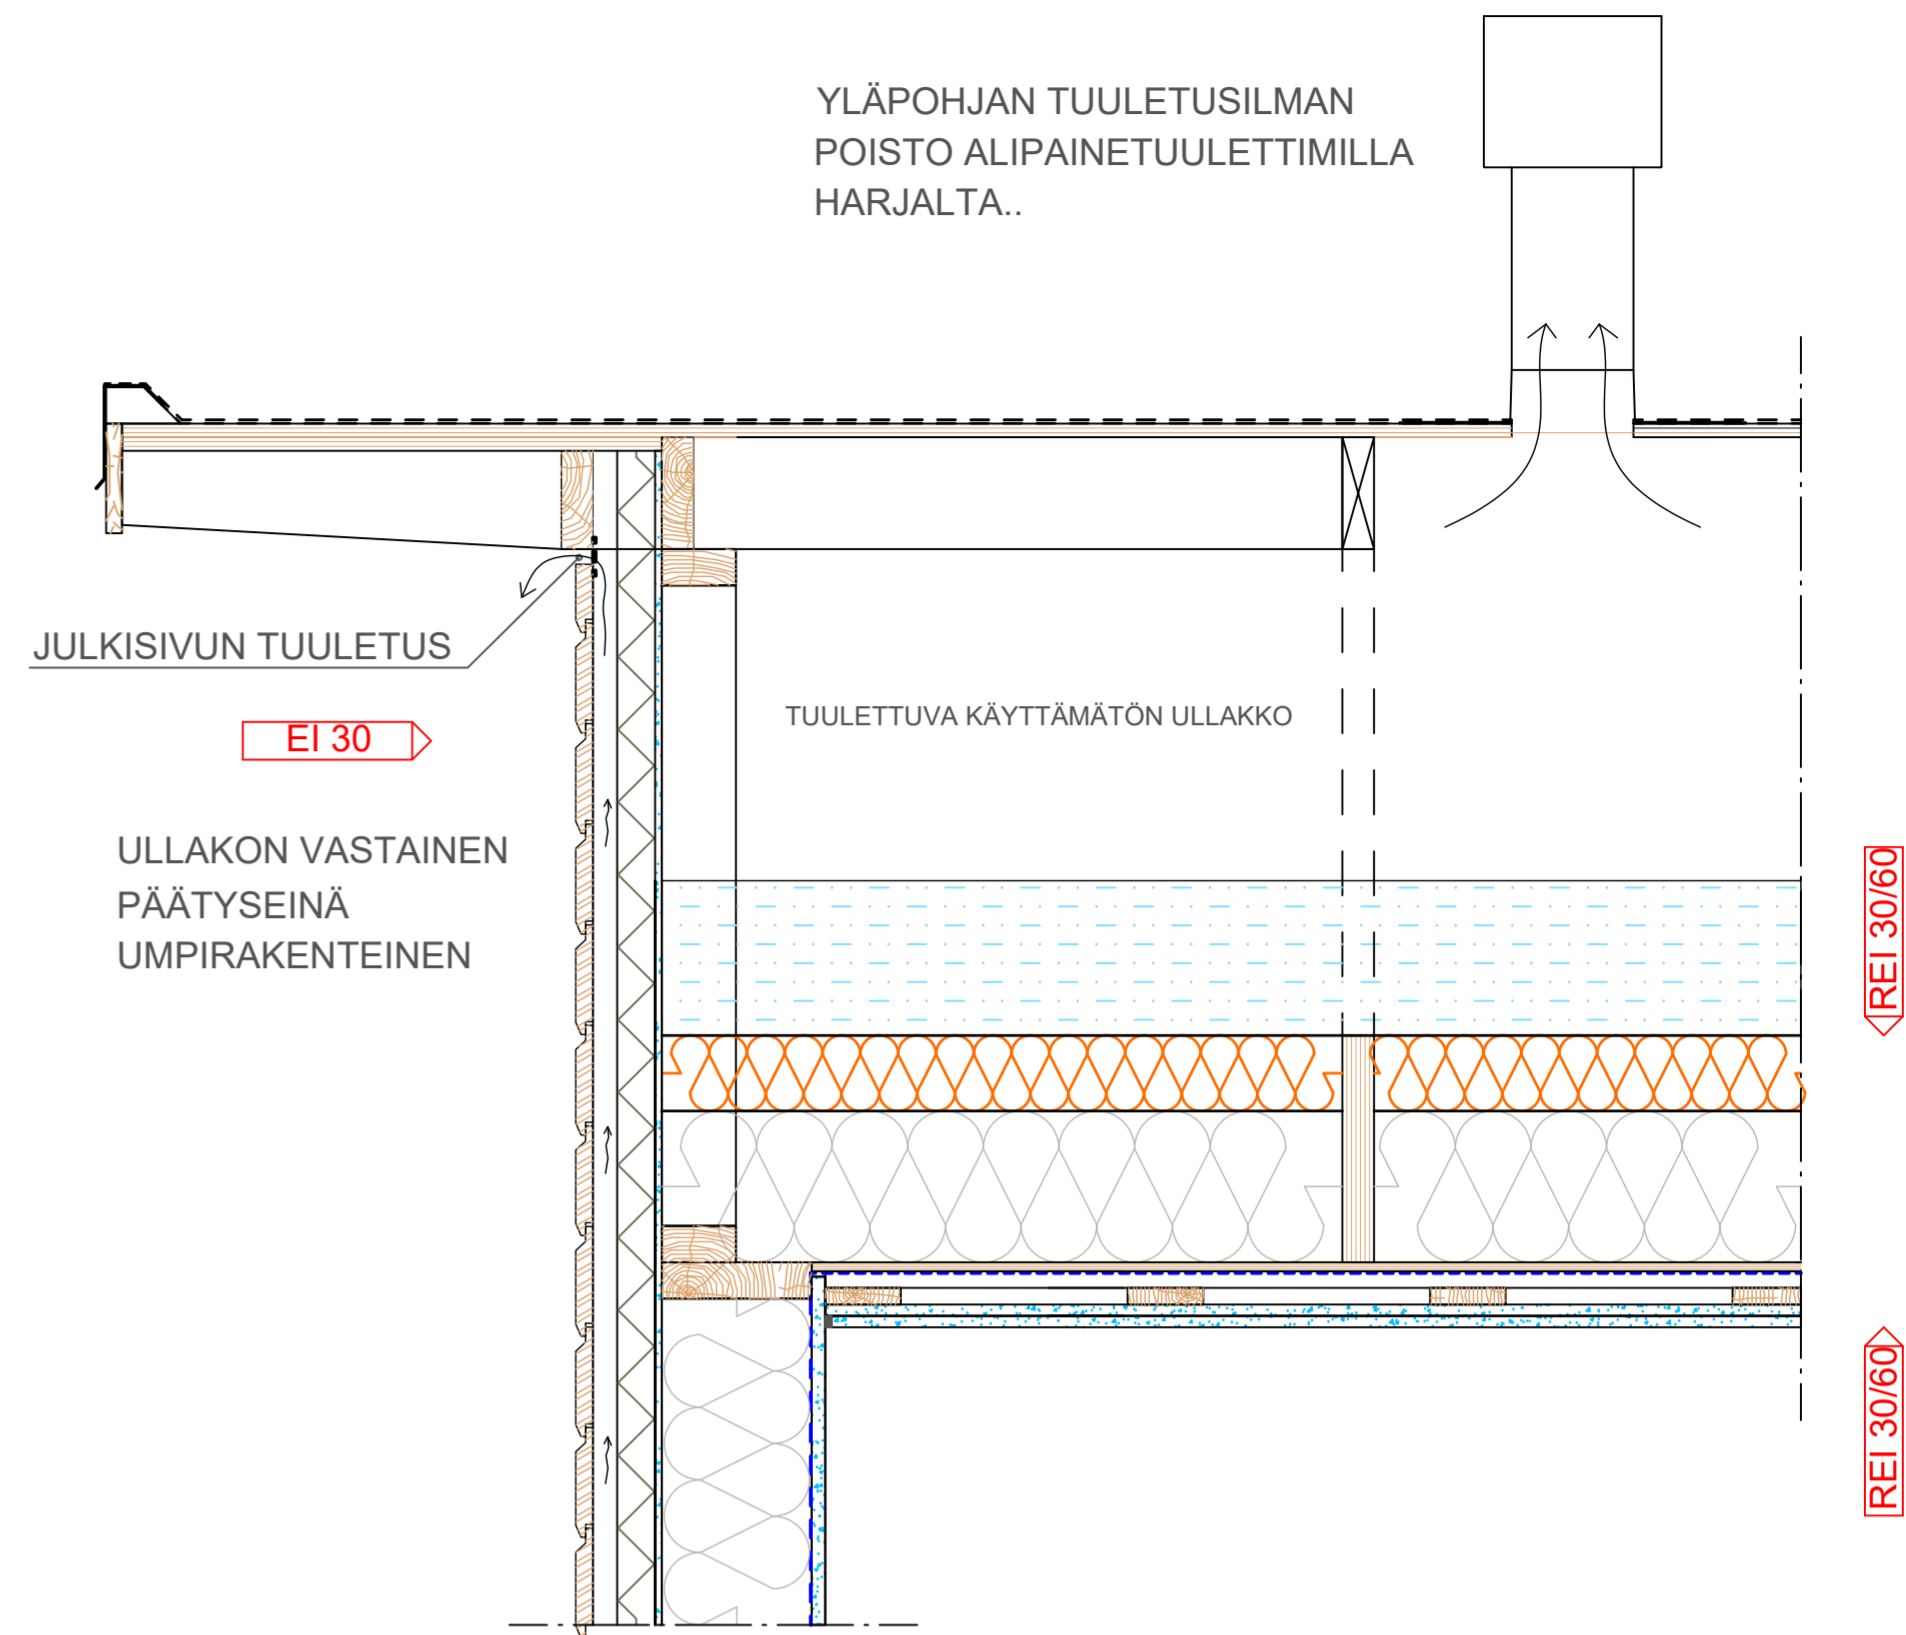 YLÄPOHJAN TUULETUSILMAN
POISTO ALIPAINETUULETTIMILLA
HARJALTA..
JULKISIVUN TUULETUS
EI 30
TUULETTUVA KÄYTTÄMÄTÖN ULLAKKO
ULLAKON VASTAINEN
PÄÄTYSEINÄ
UMPIRAKENTEINEN
REI 30/60
REI 30/60